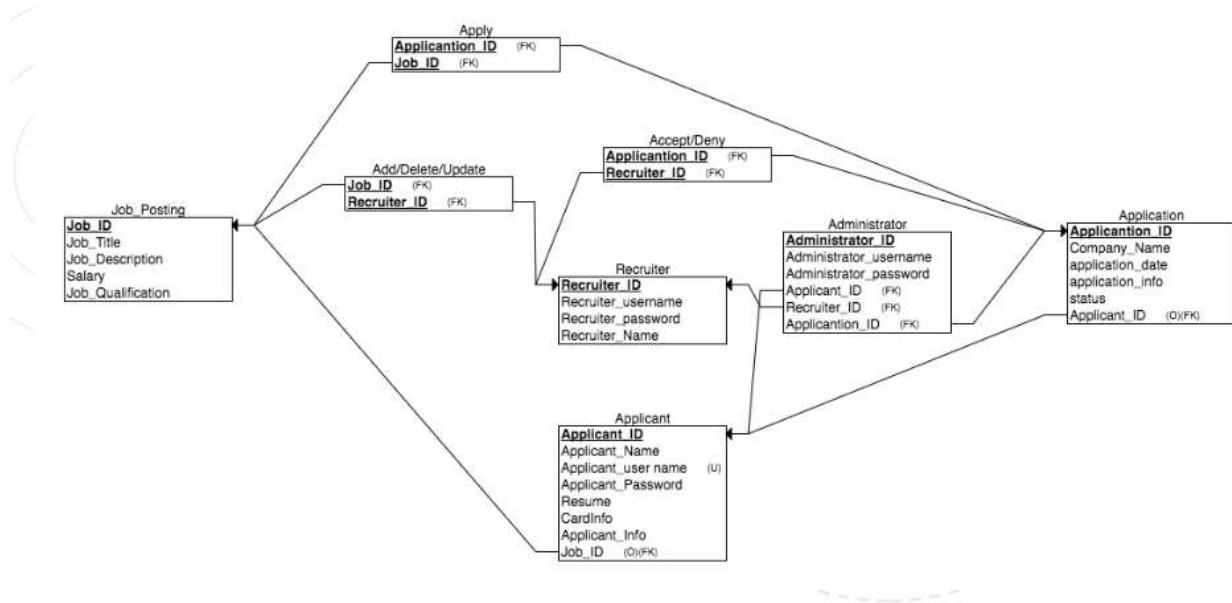 Apply
Applicantion_ID (FK)
Job_ID (FK)
Accept/Deny
Applicantion_ID (FK)
Recruiter_ID (FK)
Add/Delete/Update
Job_ID (FK)
Recruiter_ID (FK)
Job_Posting
Job_ID
Job_Title
Job_Description
Salary
Job_Qualification
Administrator
Administrator_ID
Administrator_username
Administrator_password
Applicant_ID (FK)
Recruiter_ID (FK)
Applicantion_ID (FK)
Application
Applicantion_ID
Company_Name
application_date
application_info
status
Applicant_ID (O)(FK)
Recruiter
Recruiter_ID
Recruiter_username
Recruiter_password
Recruiter_Name
Applicant
Applicant_ID
Applicant_Name
Applicant_user name (U)
Applicant_Password
Resume
CardInfo
Applicant_Info
Job_ID (O)(FK)